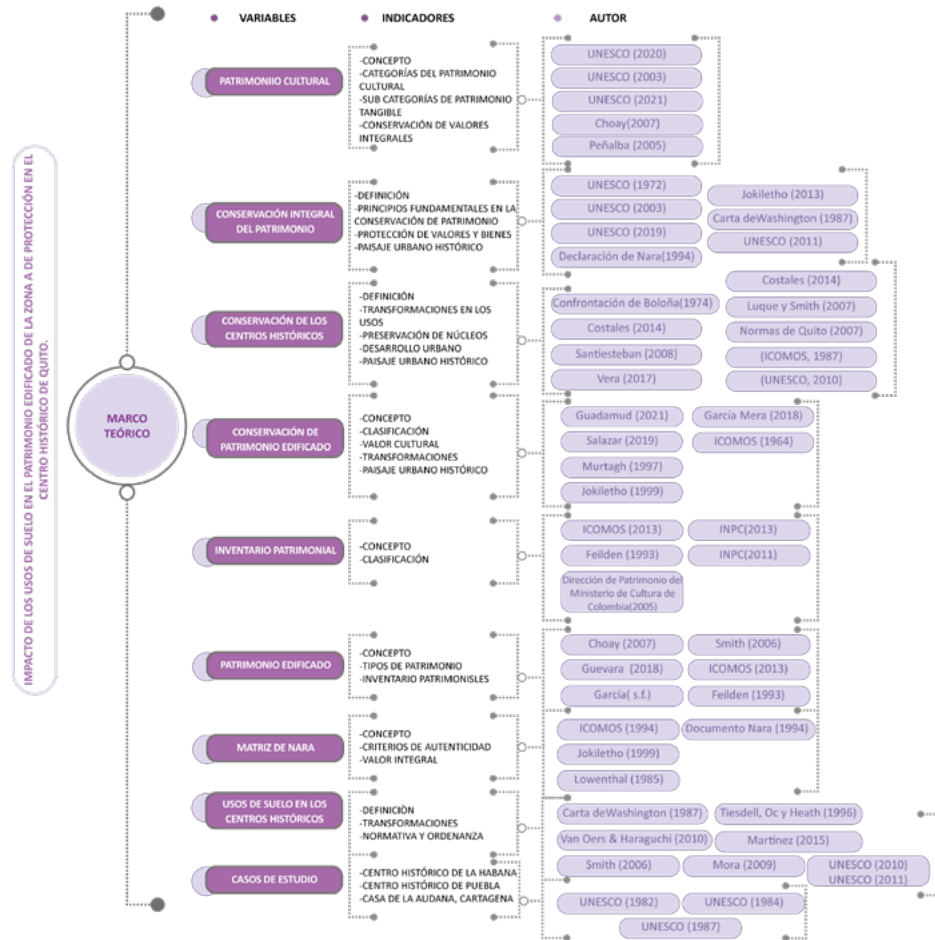 IMPACTO DE LOS USOS DE SUELO EN EL PATRIMONIO EDIFICADO DE LA ZONA A DE PROTECCIÓN EN EL
CENTRO HISTÓRICO DE QUITO.
MARCO
TEÓRICO
VARIABLES
INDICADORES
AUTOR
PATRIMONIIO CULTURAL
-CONCEPTO
-CATEGORÍAS DEL PATRIMONIO
CULTURAL
-SUB CATEGORÍAS DE PATRIMONIO
TANGIBLE
-CONSERVACIÓN DE VALORES
INTEGRALES
UNESCO (2020)
UNESCO (2003)
UNESCO (2021)
Choay(2007)
Peñalba (2005)
CONSERVACIÓN INTEGRAL
DEL PATRIMONIO
-DEFINICIÓN
-PRINCIPIOS FUNDAMENTALES EN LA
CONSERVACIÓN DE PATRIMONIO
-PROTECCIÓN DE VALORES Y BIENES
-PAISAJE URBANO HISTÓRICO
UNESCO (1972)
UNESCO (2003)
UNESCO (2019)
Declaración de Nara(1994)
Jokiletho (2013)
Carta deWashington (1987)
UNESCO (2011)
CONSERVACIÓN DE LOS
CENTROS HISTÓRICOS
-DEFINICIÓN
-TRANSFORMACIONES EN LOS
USOS
-PRESERVACIÓN DE NÚCLEOS
-DESARROLLO URBANO
-PAISAJE URBANO HISTÓRICO
Confrontación de Boloña(1974)
Costales (2014)
Santiesteban (2008)
Vera (2017)
Costales (2014)
Luque y Smith (2007)
Normas de Quito (2007)
(ICOMOS, 1987)
(UNESCO, 2010)
CONSERVACIÓN DE
PATRIMONIO EDIFICADO
-CONCEPTO
-CLASIFICACIÓN
-VALOR CULTURAL
-TRANSFORMACIONES
-PAISAJE URBANO HISTÓRICO
Guadamud (2021)
Salazar (2019)
Murtagh (1997)
Jokiletho (1999)
García Mera (2018)
ICOMOS (1964)
INVENTARIO PATRIMONIAL
-CONCEPTO
-CLASIFICACIÓN
ICOMOS (2013)
Feilden (1993)
Dirección de Patrimonio del
Ministerio de Cultura de
Colombia(2005)
INPC(2013)
INPC(2011)
PATRIMONIO EDIFICADO
-CONCEPTO
-TIPOS DE PATRIMONIO
-INVENTARIO PATRIMONISLES
Choay (2007)
Guevara (2018)
García( s.f.)
Smith (2006)
ICOMOS (2013)
Feilden (1993)
MATRIZ DE NARA
-CONCEPTO
-CRITERIOS DE AUTENTICIDAD
-VALOR INTEGRAL
ICOMOS (1994)
Jokiletho (1999)
Lowenthal (1985)
Documento Nara (1994)
USOS DE SUELO EN LOS
CENTROS HISTÓRICOS
-DEFINICIÒN
-TRANSFORMACIONES
-NORMATIVA Y ORDENANZA
Carta deWashington (1987)
Tiesdell, Oc y Heath (1996)
Van Oers & Haraguchi (2010)
Martínez (2015)
Smith (2006)
Mora (2009)
UNESCO (2010)
UNESCO (2011)
CASOS DE ESTUDIO
-CENTRO HISTÓRICO DE LA HABANA
-CENTRO HISTÓRICO DE PUEBLA
-CASA DE LA AUDANA, CARTAGENA
UNESCO (1982)
UNESCO (1984)
UNESCO (1987)